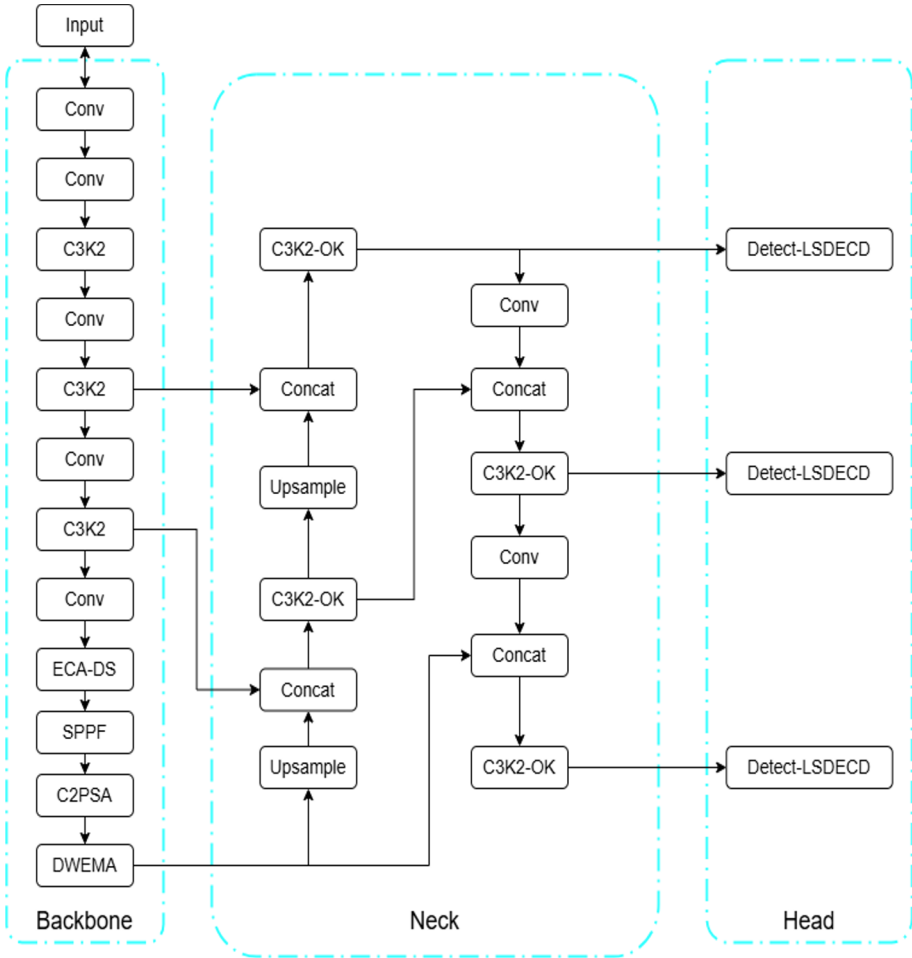 Input
Conv
Conv
C3K2
Conv
C3K2
Conv
C3K2
Conv
ECA-DS
SPPF
C2PSA
DWEMA
Backbone
C3K2-OK
Concat
Upsample
C3K2-OK
Concat
Upsample
Conv
Concat
C3K2-OK
Conv
Concat
C3K2-OK
Neck
Detect-LSDECD
Detect-LSDECD
Detect-LSDECD
Head